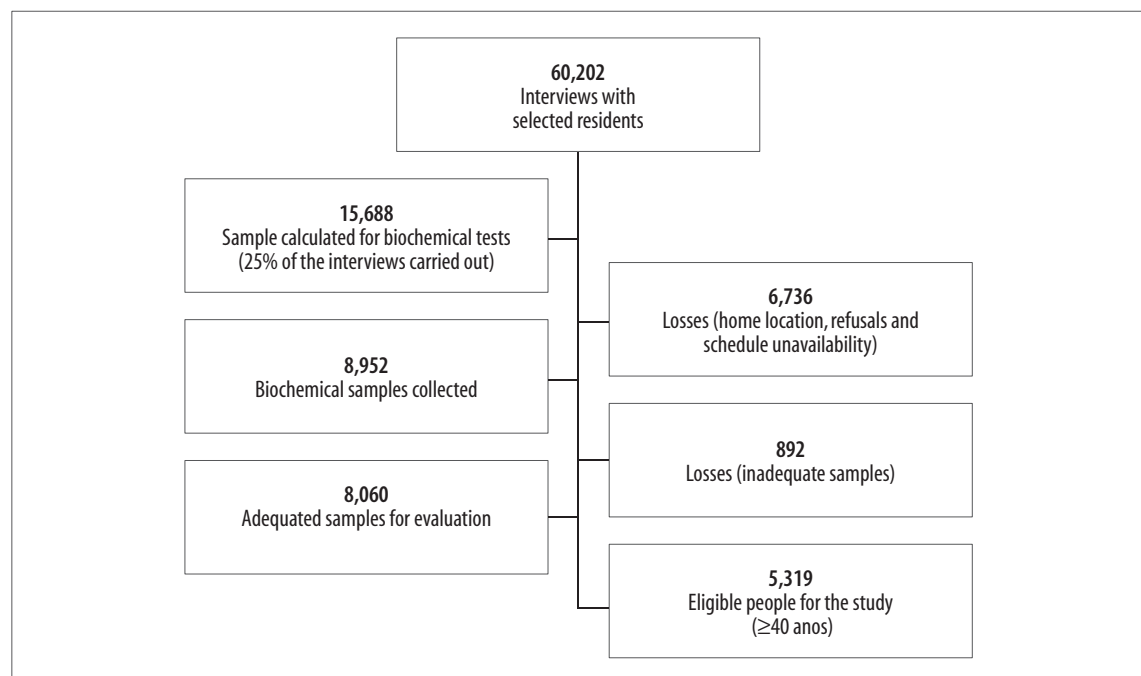 60,202
Interviews with
selected residents
15,688
Sample calculated for biochemical tests
(25% of the interviews carried out)
6,736
Losses (home location, refusals and
schedule unavailability)
8,952
Biochemical samples collected
892
Losses (inadequate samples)
8,060
Adequated samples for evaluation
5,319
Eligible people for the study
(≥40 anos)